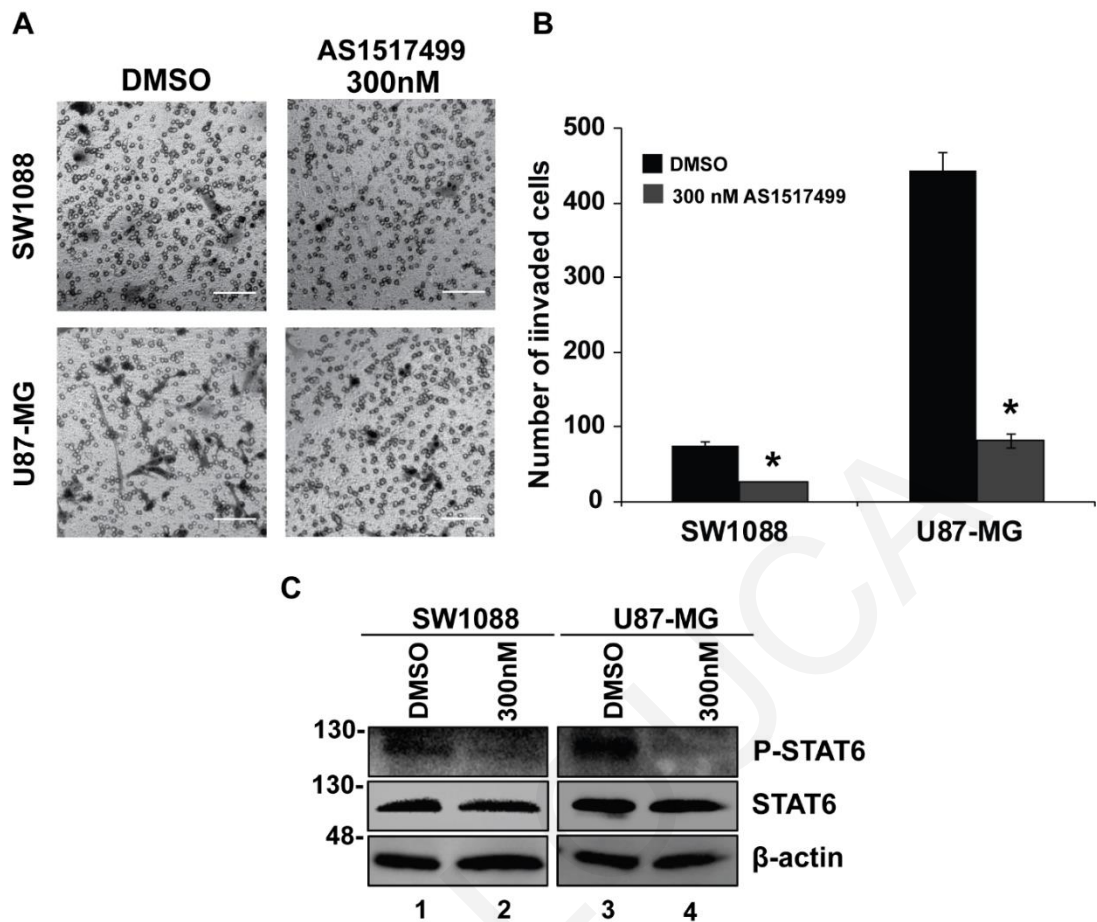 A
DMSO
AS1517499
300nM
SW1088
U87-MG
B
Number of iinvaded cells
500
400
300
200
100
0
DMSO
300 nM AS1517499
*
*
SW1088
U87-MG
C
SW1088
U87-MG
DMSO
300nM
DMSO
300nM
130-
P-STAT6
130-
STAT6
48-
β-actin
1 2 3 4